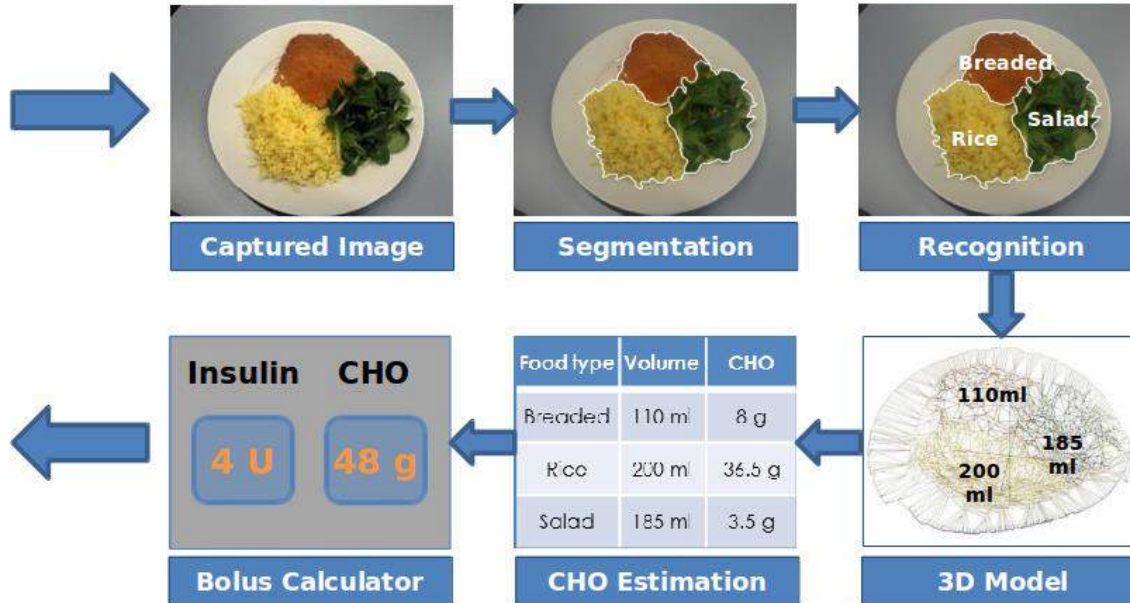 Breaded
Rice
Salad
Captured Image
Segmentation
Recognition
Insulin CHO
4 U 48 g
Bolus Calculator
Food type Volume CHO
Breaded 110 ml 8 g
Rice 200 ml 36.5 g
Salad 185 ml 3.5 g
CHO Estimation
110ml
185
ml
200
ml
3D Model